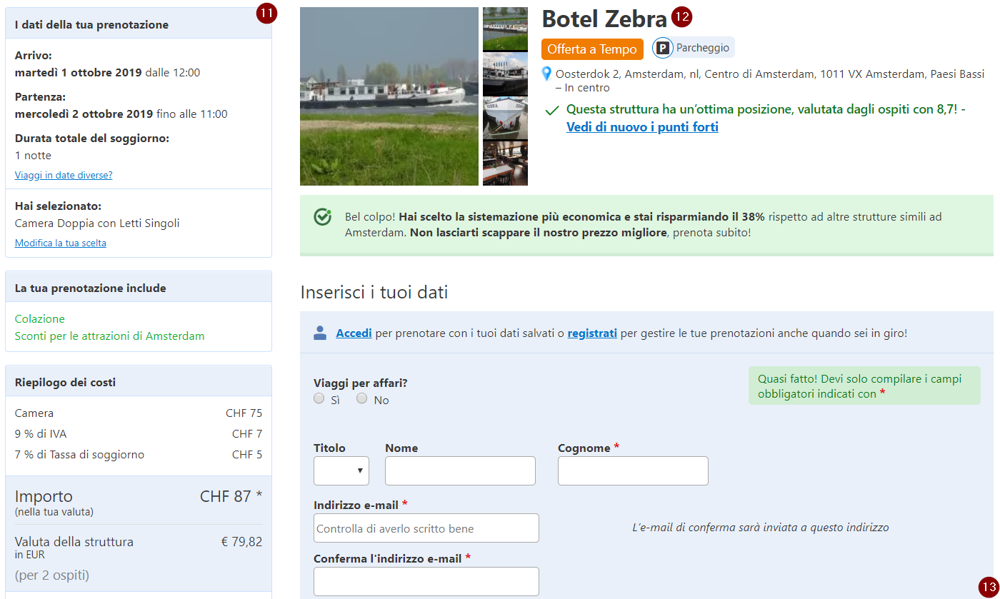 11
I dati della tua prenotazione
Arrivo:
martedì 1 ottobre 2019 dalle 12:00
Partenza:
mercoledì 2 ottobre 2019 fino alle 11:00
Durata totale del soggiorno:
1 notte
Viaggi in date diverse?
Hai selezionato:
Camera Doppia con Letti Singoli
Modifica la tua scelta
La tua prenotazione include
Colazione
Sconti per le attrazioni di Amsterdam
Riepilogo dei costi
Camera CHF 75
9 % di IVA CHF 7
7 % di Tassa di soggiorno CHF 5
Importo CHF 87 *
(nella tua valuta)
Valuta della struttura € 79,82
in EUR
(per 2 ospiti)
Botel Zebra 12
Offerta a Tempo P Parcheggio
Oosterdok 2, Amsterdam, nl, Centro di Amsterdam, 1011 VX Amsterdam, Paesi Bassi
– In centro
Questa struttura ha un’ottima posizione, valutata dagli ospiti con 8,7! -
Vedi di nuovo i punti forti
Bel colpo! Hai scelto la sistemazione più economica e stai risparmiando il 38% rispetto ad altre strutture simili ad
Amsterdam. Non lasciarti scappare il nostro prezzo migliore, prenota subito!
Inserisci i tuoi dati
Accedi per prenotare con i tuoi dati salvati o registrati per gestire le tue prenotazioni anche quando sei in giro!
Quasi fatto! Devi solo compilare i campi
obbligatori indicati con *
Viaggi per affari?
Sì No
Titolo Nome Cognome *
Indirizzo e-mail *
Controlla di averlo scritto bene
L’e-mail di conferma sarà inviata a questo indirizzo
Conferma l'indirizzo e-mail *
13